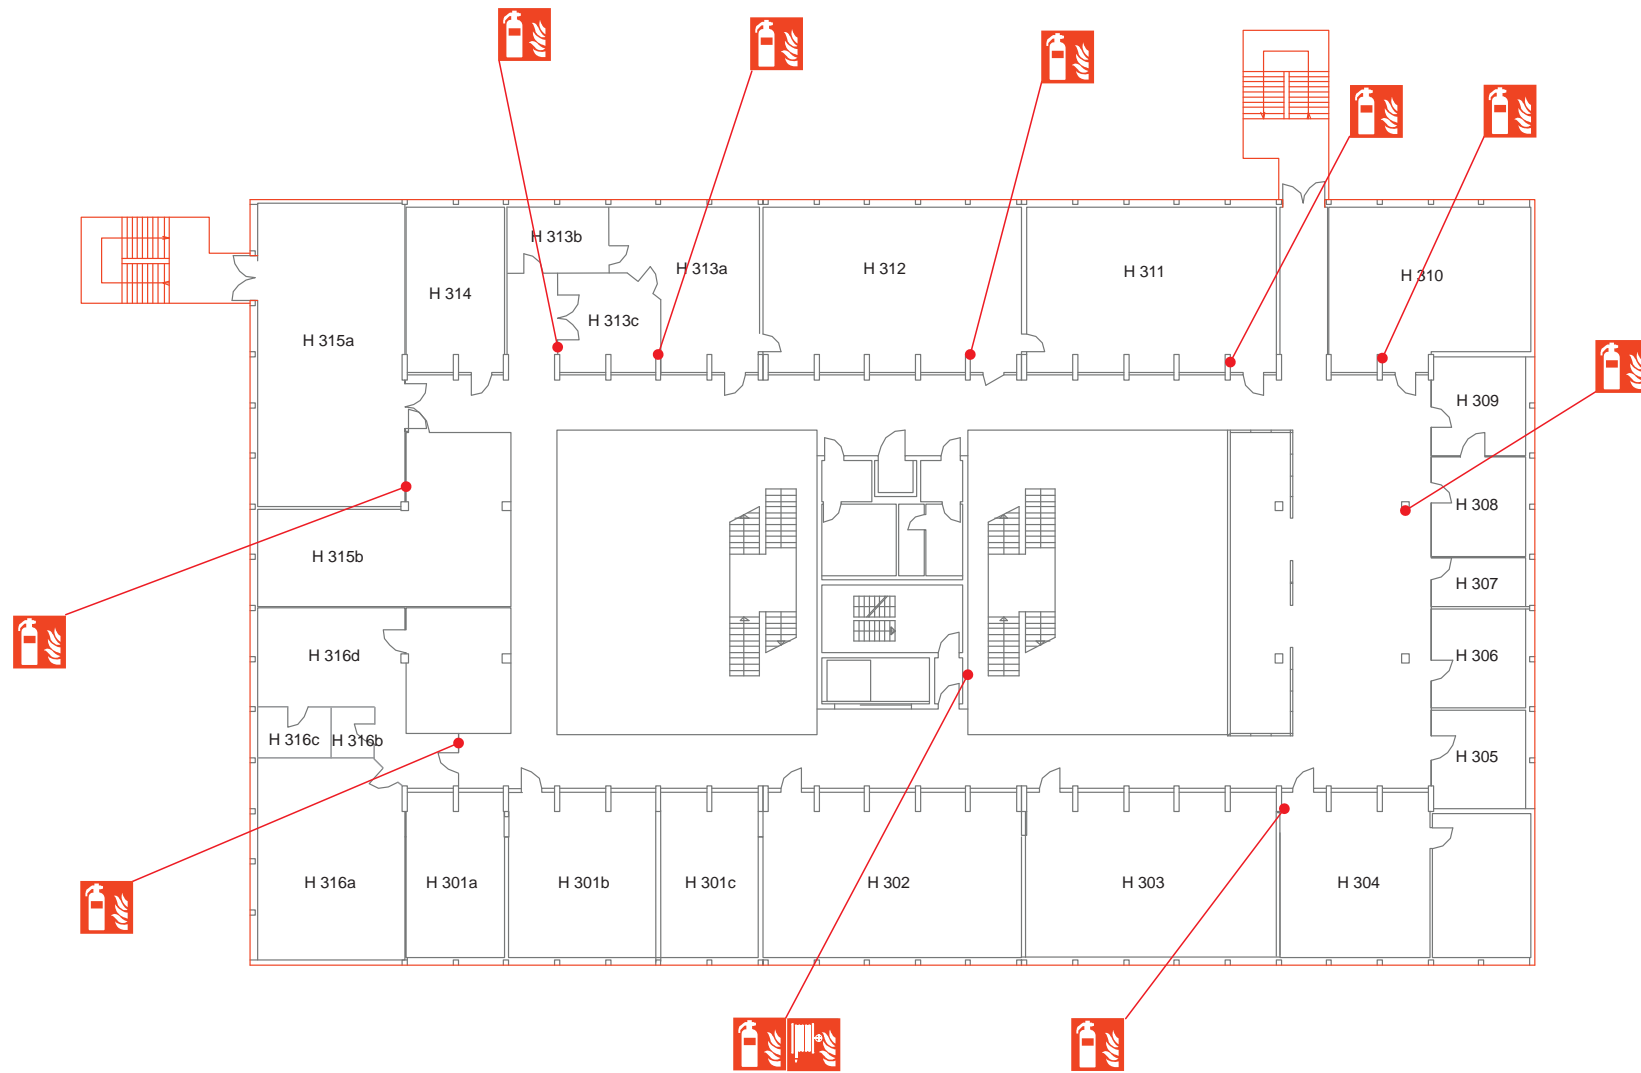 H 313b
H 313a
H 312
H 311
H 310
H 314
H 313c
H 315a
H 309
H 308
H 315b
H 307
H 316d
H 306
H 316c
H 316b
H 305
H 316a
H 301a
H 301b
H 301c
H 302
H 303
H 304